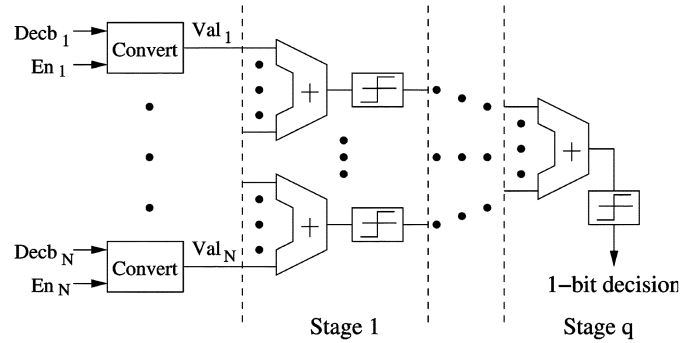 Decb 1
En 1
Convert
Val 1
+
+
+
Decb N
En N
Convert
Val N
1-bit decision
Stage 1
Stage q